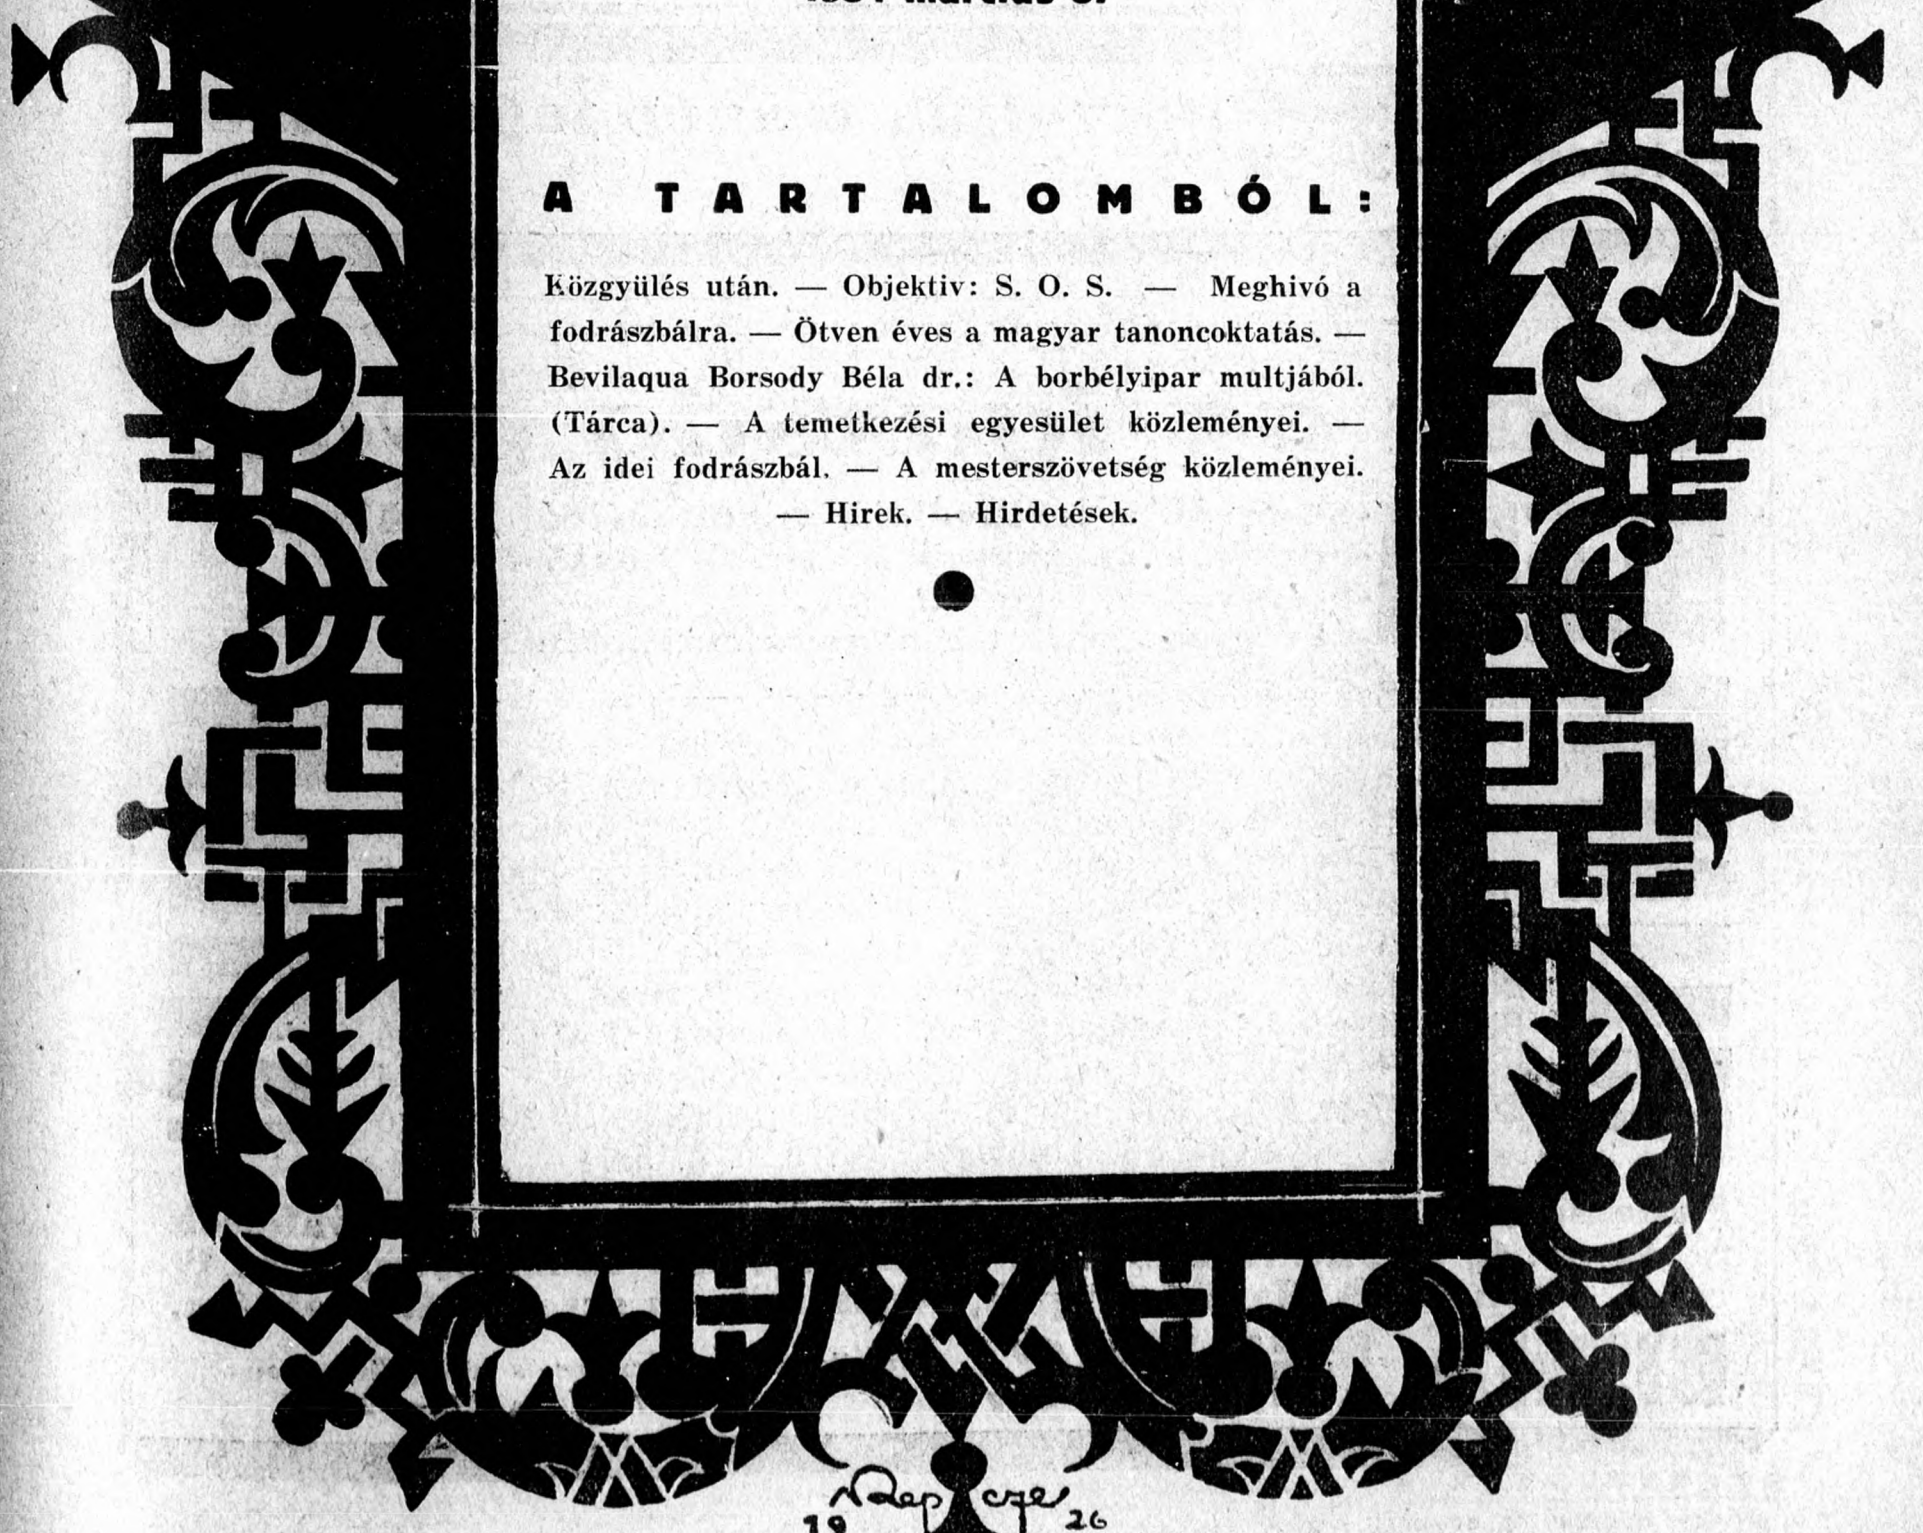 A TARTALOMBÓL:
Közgyülés után. — Objektiv: S. O. S. — Meghivó a
fodrászbálra. — Ötven éves a magyar tanoncoktatás. —
Bevilaqua Borsody Béla dr.: A borbélyipar multjából.
(Tárca). — A temetkezési egyesület közleményei. —
Az idei fodrászbál. — A mesterszövetség közleményei.
— Hirek. — Hirdetések.
19 26